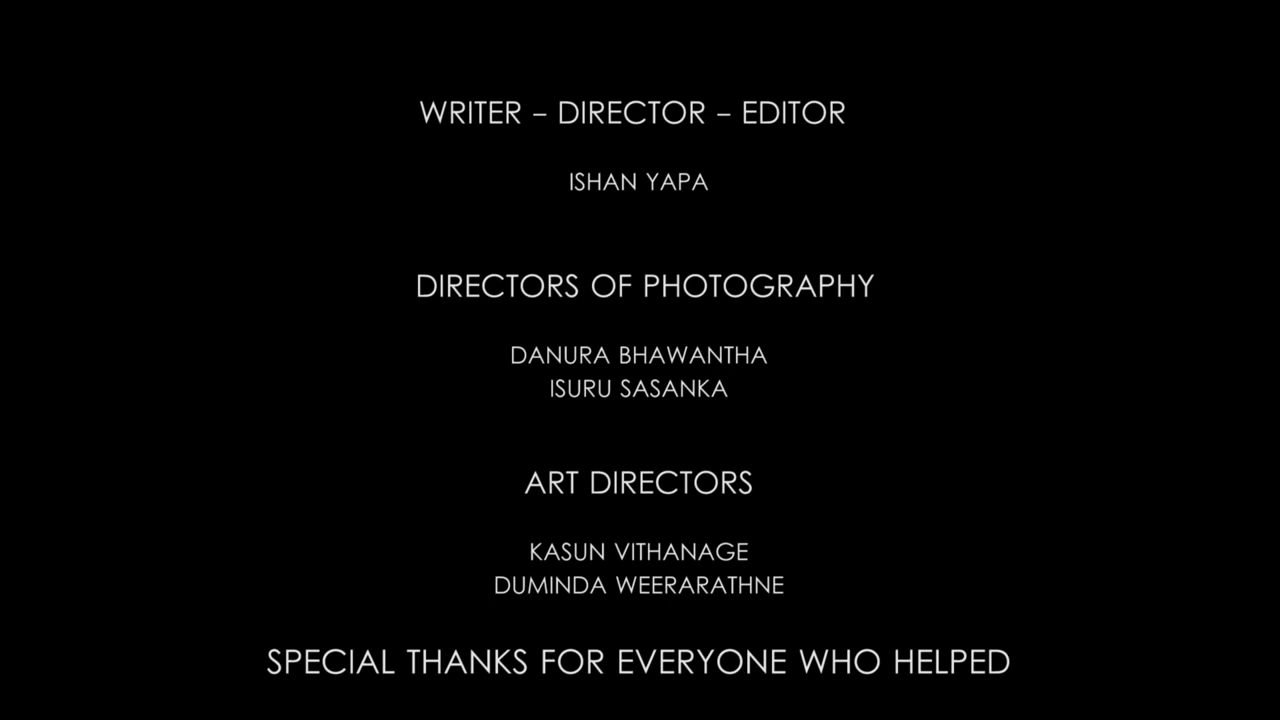 WRITER – DIRECTOR – EDITOR
ISHAN YAPA
DIRECTORS OF PHOTOGRAPHY
DANURA BHAWANTHA
ISURU SASANKA
ART DIRECTORS
KASUN VITHANAGE
DUMINDA WEERARATHNE
SPECIAL THANKS FOR EVERYONE WHO HELPED